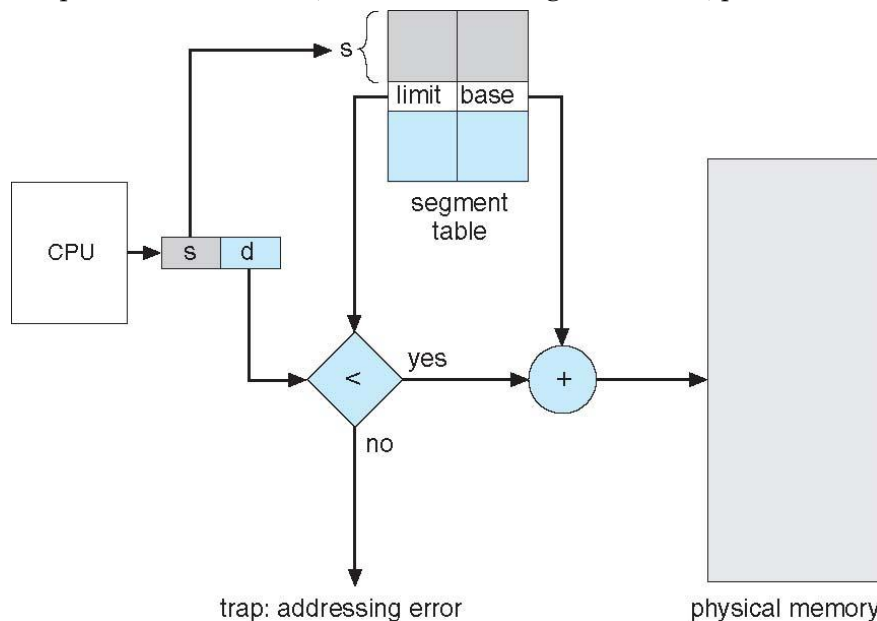 s
limit base
segment
table
CPU
s d
<
yes
+
no
trap: addressing error
physical memory